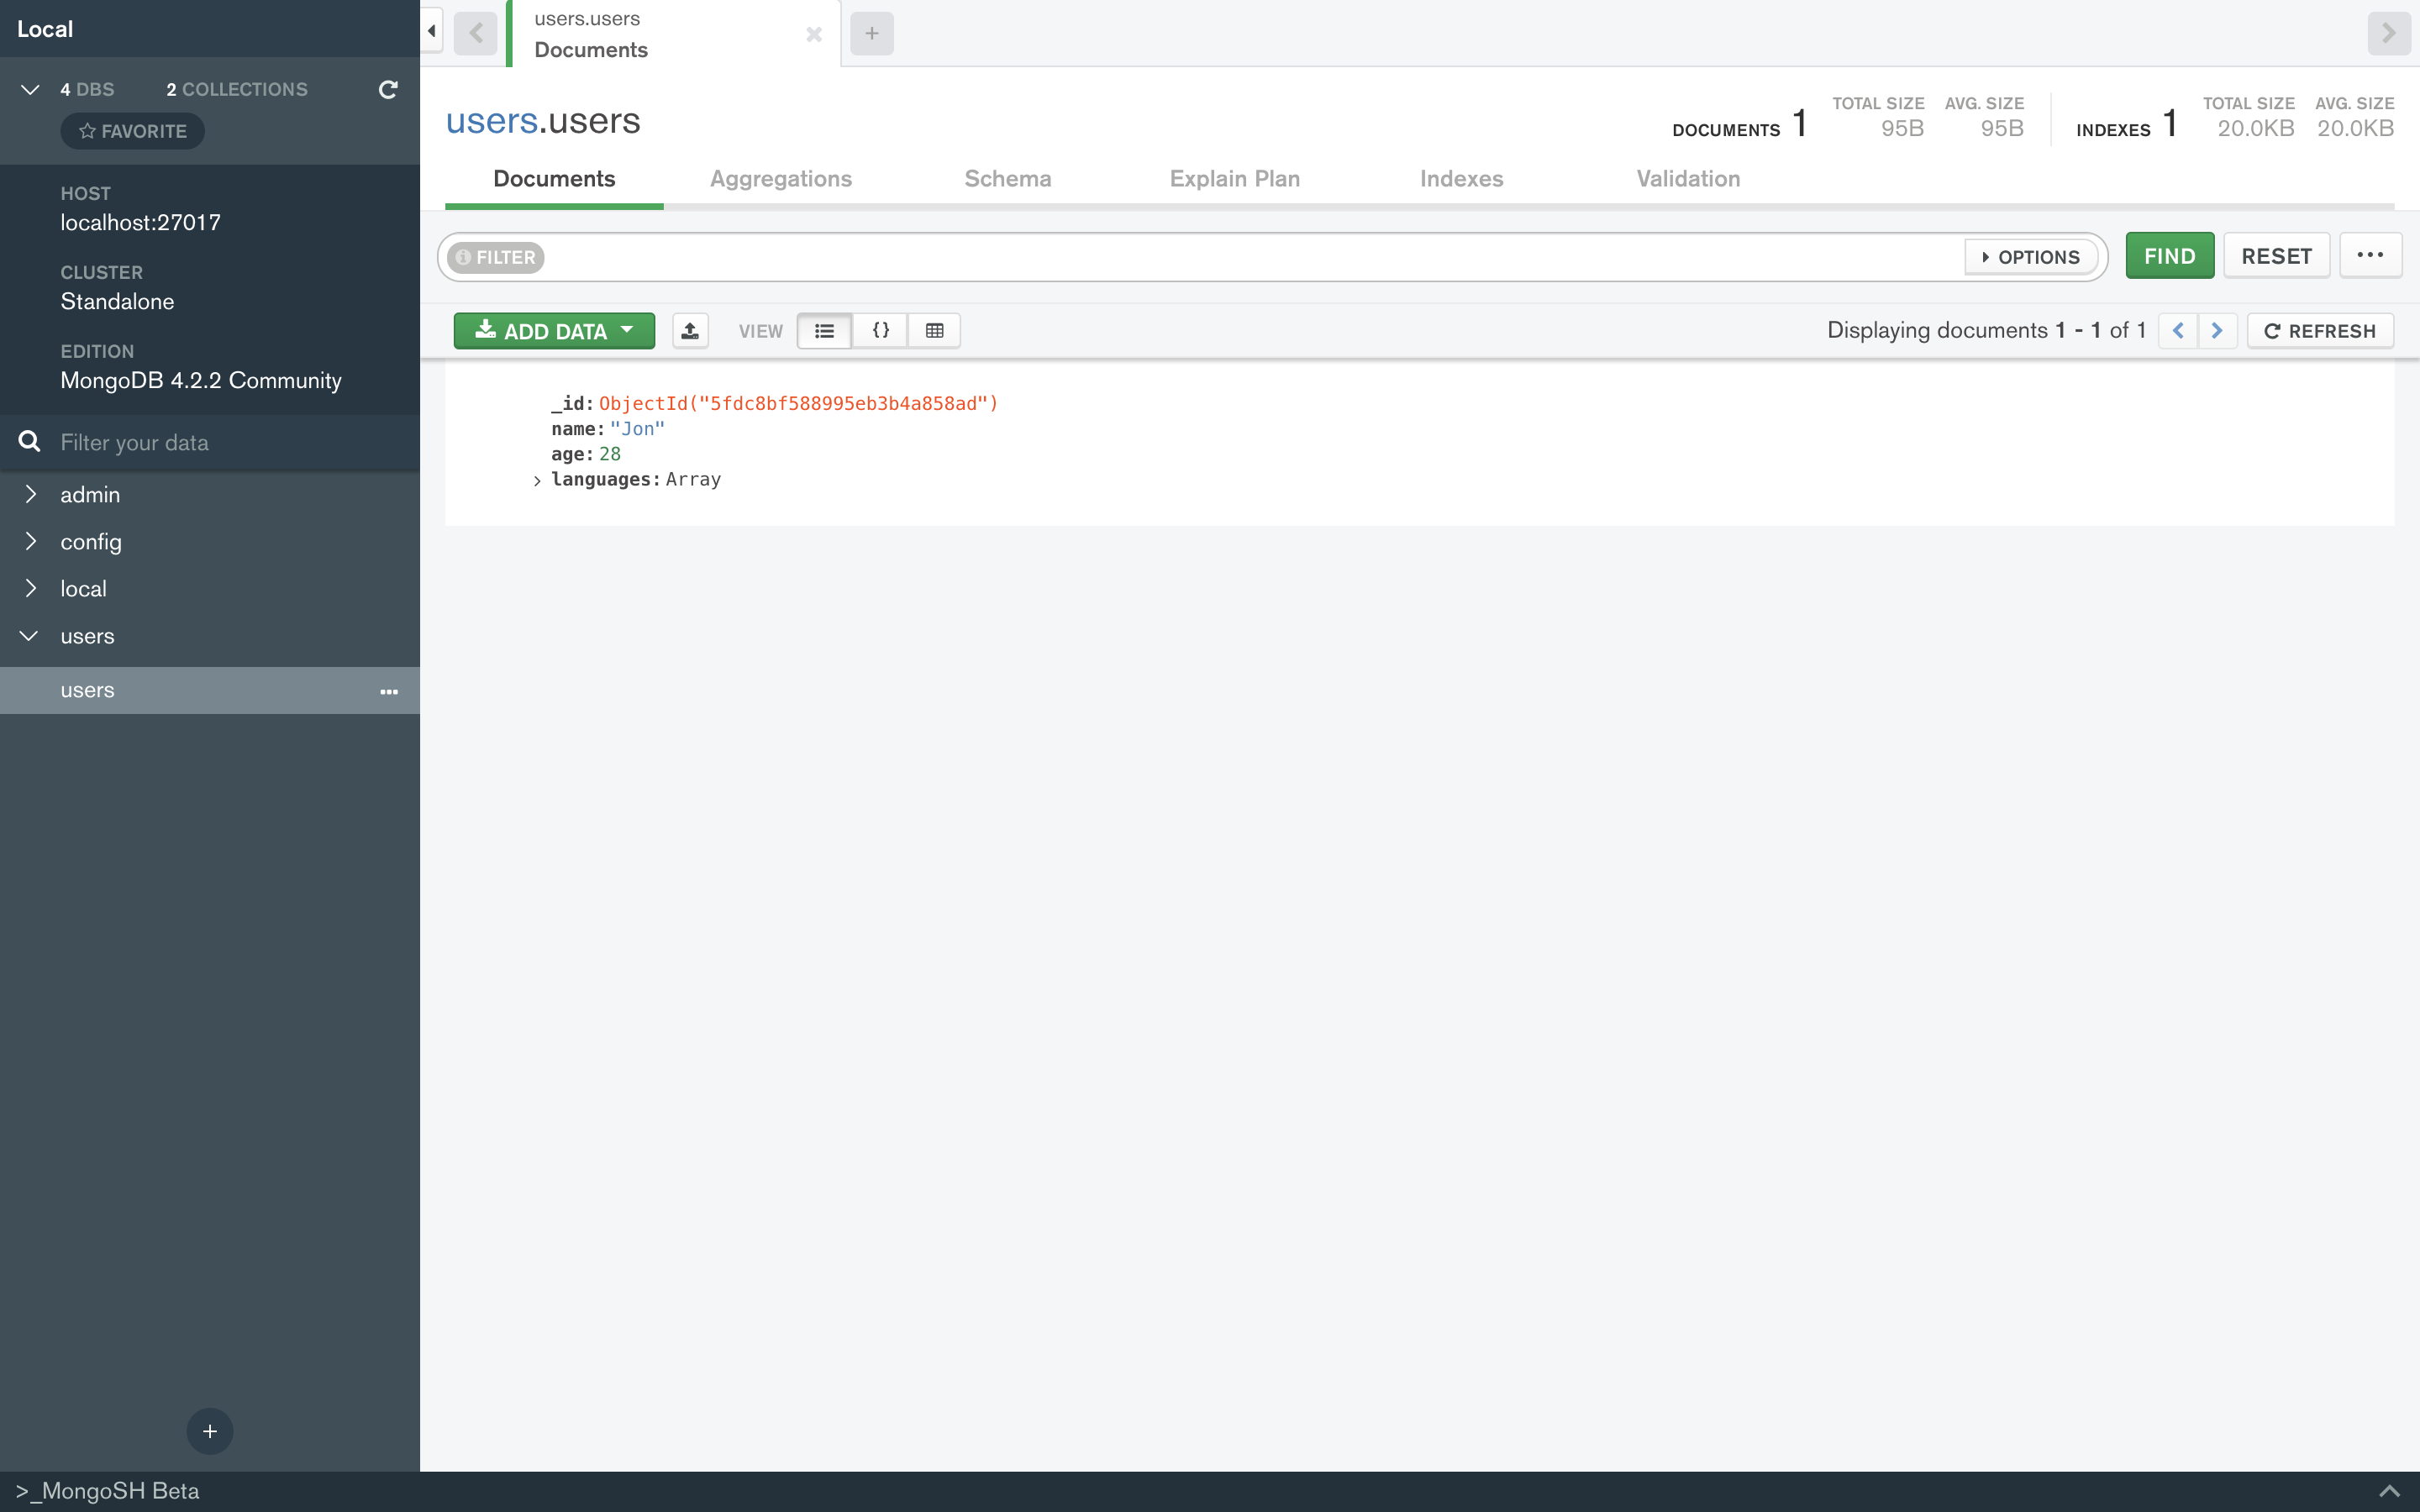 Local
4 DBS 2 COLLECTIONS
FAVORITE
HOST
localhost:27017
CLUSTER
Standalone
EDITION
MongoDB 4.2.2 Community
Filter your data
admin
config
local
users
users
>_MongoSH Beta
users.users
Documents
users.users
DOCUMENTS 1 TOTAL SIZE 95B AVG. SIZE 95B INDEXES 1 TOTAL SIZE 20.0KB AVG. SIZE 20.0KB
Documents Aggregations Schema Explain Plan Indexes Validation
FILTER OPTIONS FIND RESET
ADD DATA VIEW {} Displaying documents 1 - 1 of 1 REFRESH
_id: ObjectId("5fdc8bf588995eb3b4a858ad")
name: "Jon"
age: 28
languages: Array